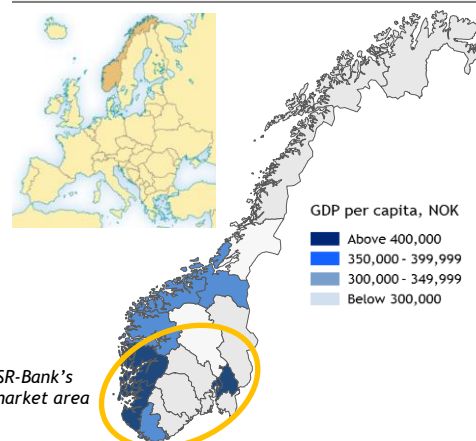 GDP per capita, NOK
Above 400,000
350,000 - 399,999
300,000 - 349,999
Below 300,000
SR-Bank's
market area